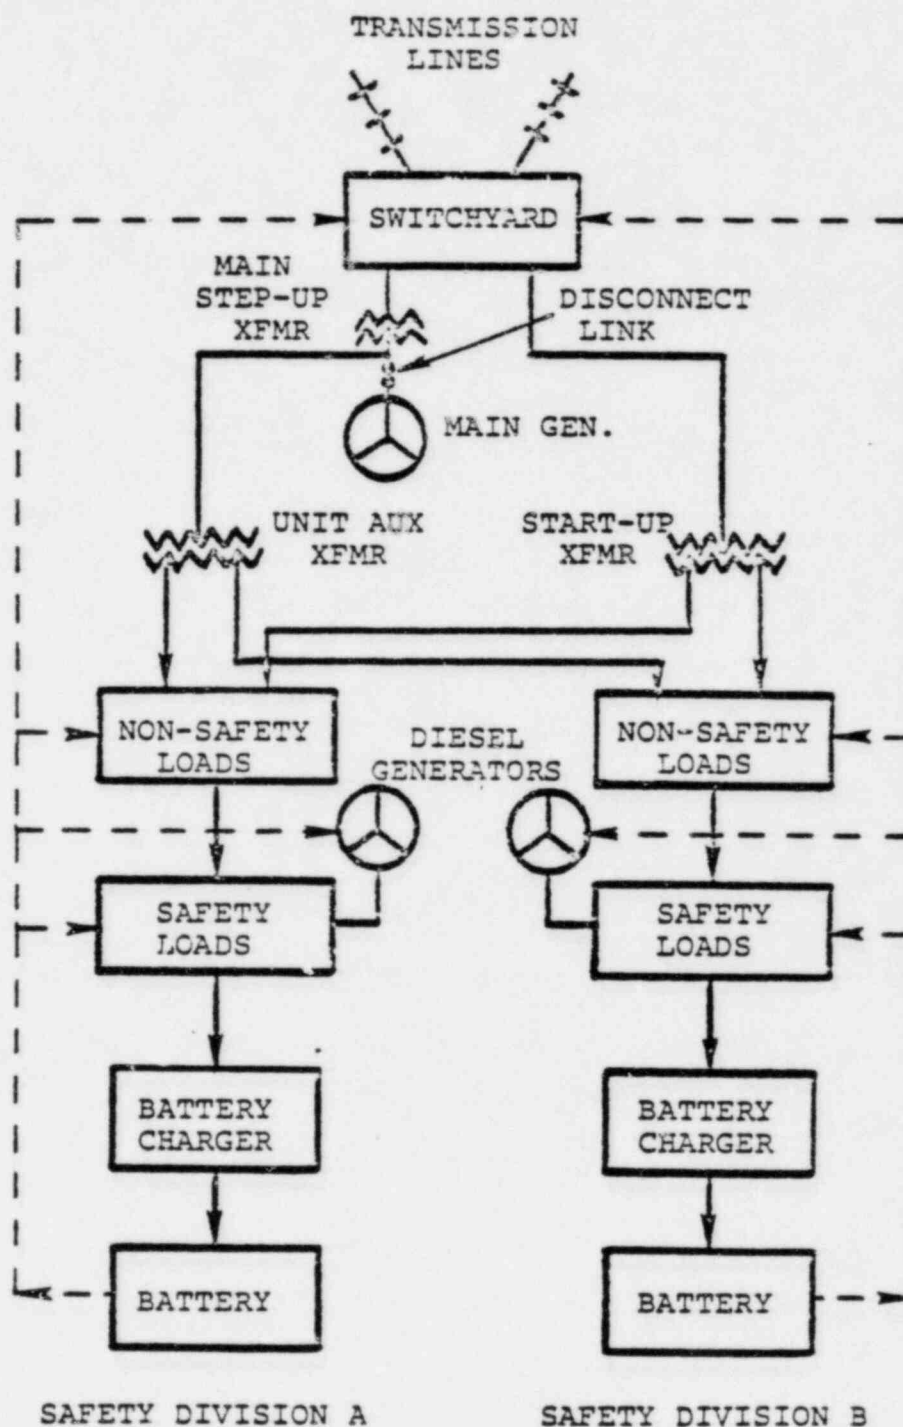 TRANSMISSION
LINES
SWITCHYARD
MAIN
STEP-UP
XFMR
DISCONNECT
LINK
MAIN GEN.
UNIT AUX
XFMR
START-UP
XFMR
NON-SAFETY
LOADS
DIESEL
GENERATORS
NON-SAFETY
LOADS
SAFETY
LOADS
SAFETY
LOADS
BATTERY
CHARGER
BATTERY
CHARGER
BATTERY
BATTERY
SAFETY DIVISION A
SAFETY DIVISION B